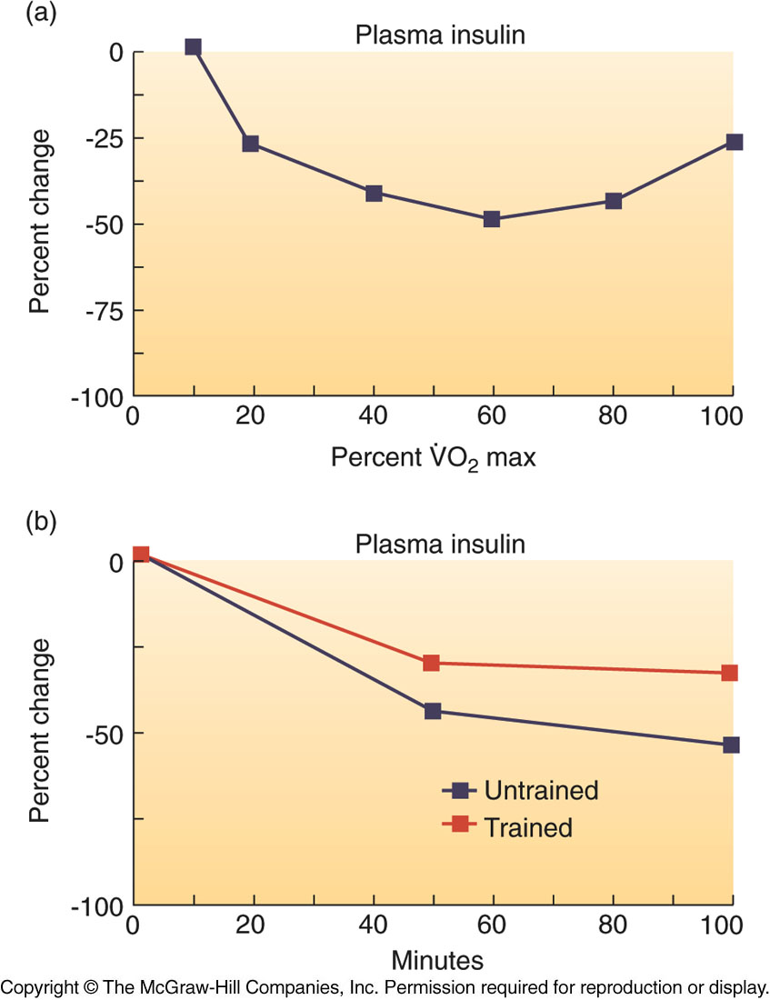 (a)
Plasma insulin
Percent change
0
-25
-50
-75
-100
0 20 40 60 80 100
Percent V̇O₂ max
(b)
Plasma insulin
Percent change
0
-50
-100
Untrained
Trained
0 20 40 60 80 100
Minutes
Copyright © The McGraw-Hill Companies, Inc. Permission required for reproduction or display.